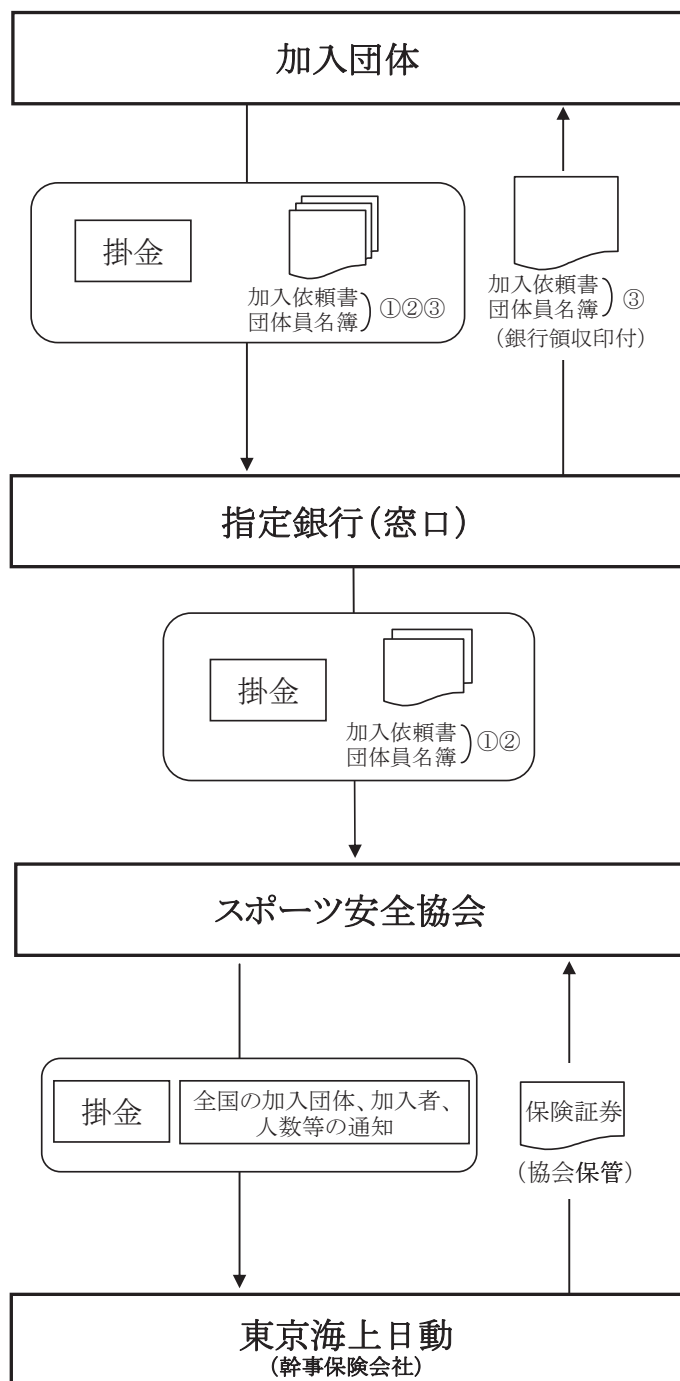 加入団体
掛金
加入依頼書
団体員名簿
①②③
加入依頼書
団体員名簿
③
（銀行領収印付）
指定銀行（窓口）
掛金
加入依頼書
団体員名簿
①②
スポーツ安全協会
掛金
全国の加入団体、加入者、
人数等の通知
保険証券
（協会保管）
東京海上日動
（幹事保険会社）